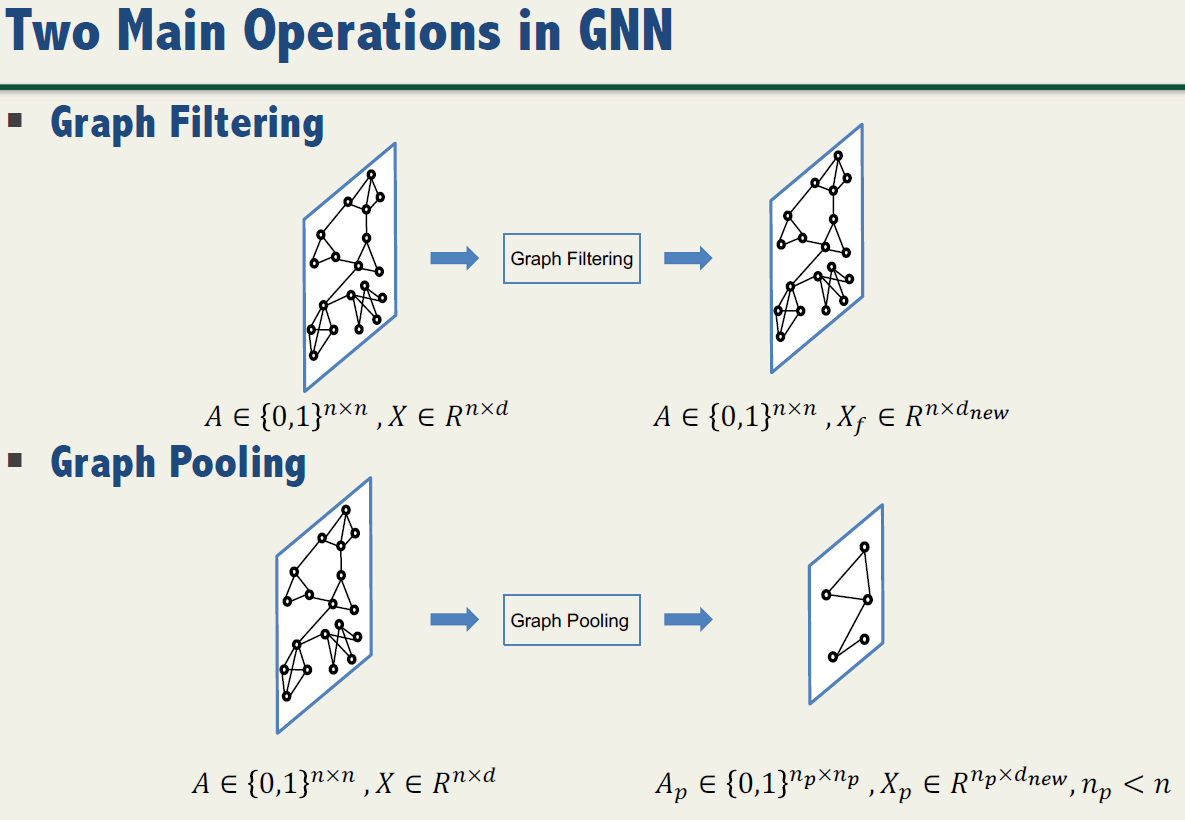 Two Main Operations in GNN
▪ Graph Filtering
Graph Filtering
A ∈ {0,1}^{n×n} , X ∈ R^{n×d}
A ∈ {0,1}^{n×n} , X_f ∈ R^{n×d_{new}}
▪ Graph Pooling
Graph Pooling
A ∈ {0,1}^{n×n} , X ∈ R^{n×d}
A_p ∈ {0,1}^{n_p×n_p} , X_p ∈ R^{n_p×d_{new}}, n_p < n